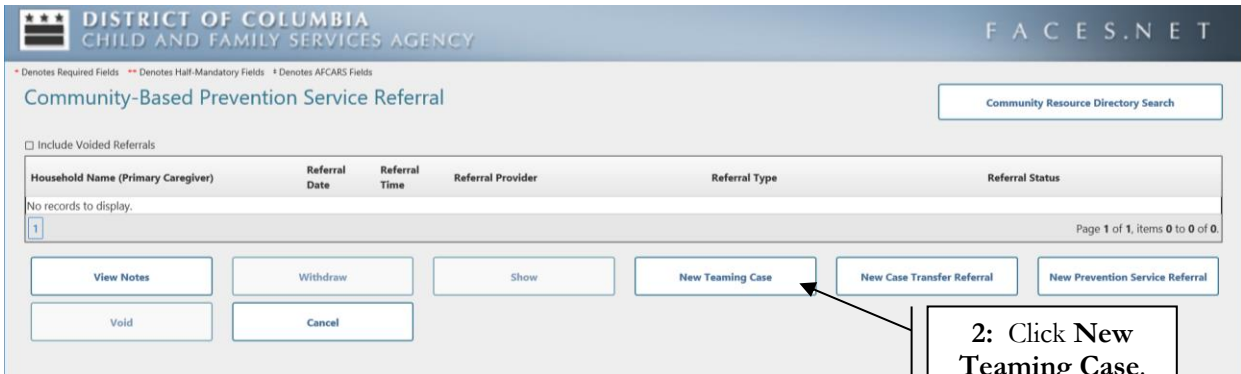 DISTRICT OF COLUMBIA
CHILD AND FAMILY SERVICES AGENCY
FACES.NET
* Denotes Required Fields ** Denotes Half-Mandatory Fields ‡ Denotes AFCARS Fields
Community-Based Prevention Service Referral
Community Resource Directory Search
Include Voided Referrals
Household Name (Primary Caregiver) Referral Date Referral Time Referral Provider Referral Type Referral Status
No records to display.
1 Page 1 of 1, items 0 to 0 of 0.
View Notes Withdraw Show New Teaming Case New Case Transfer Referral New Prevention Service Referral
Void Cancel
2: Click New
Teaming Case.